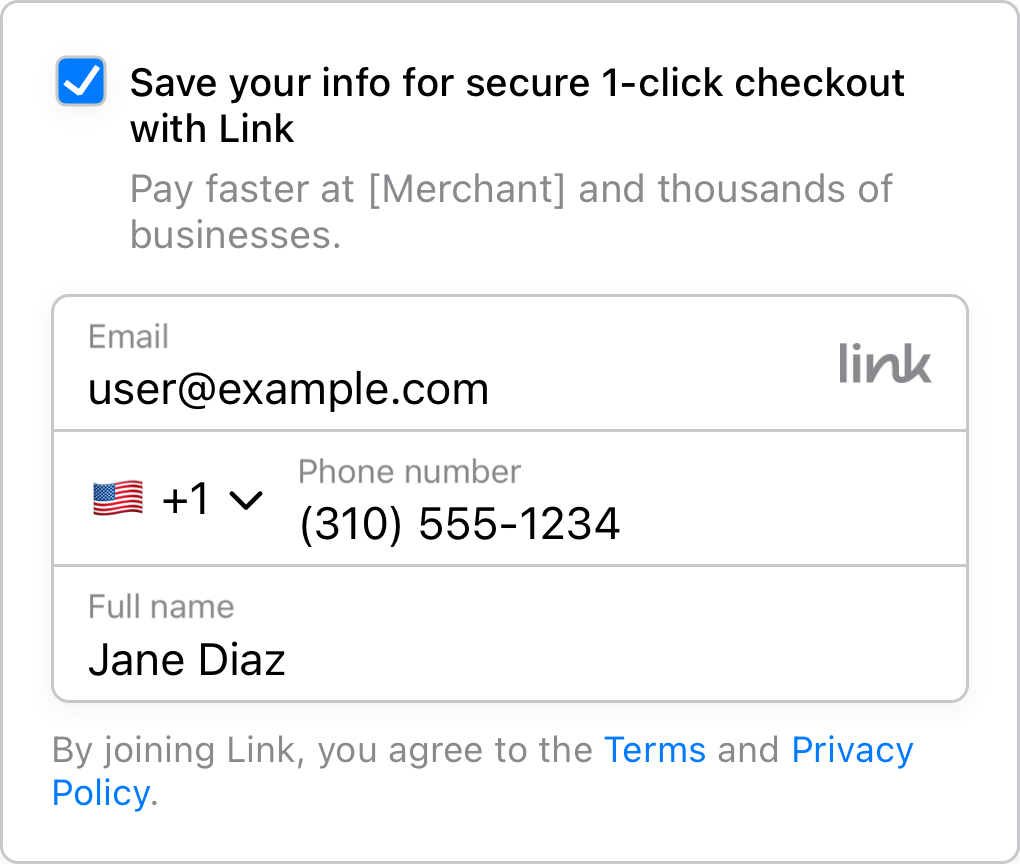 Save your info for secure 1-click checkout
with Link
Pay faster at [Merchant] and thousands of
businesses.
Email
user@example.com
link
+1
Phone number
(310) 555-1234
Full name
Jane Diaz
By joining Link, you agree to the Terms and Privacy
Policy.